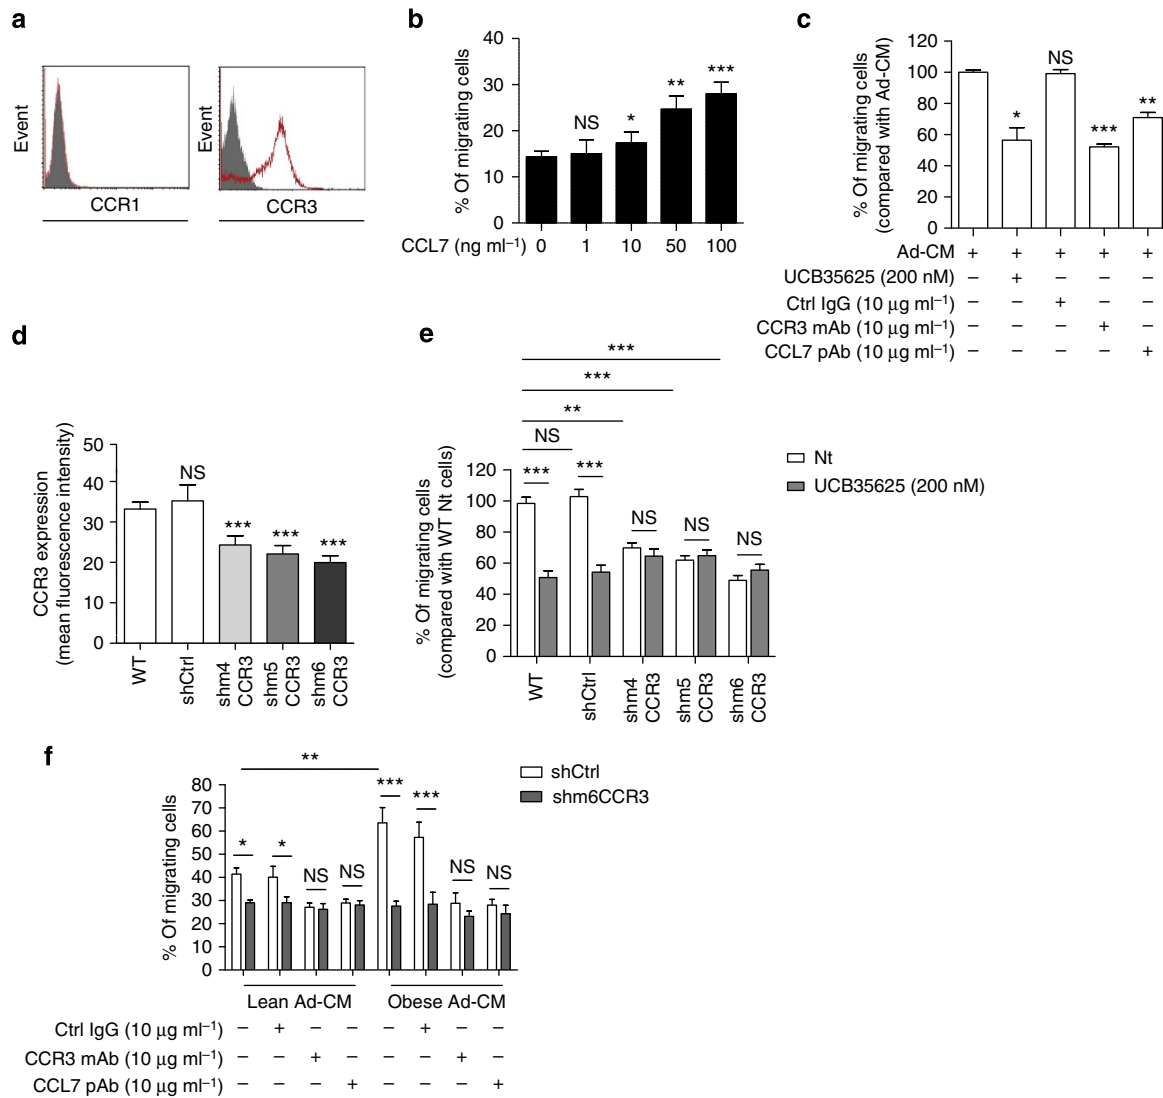 a
Event
CCR1
Event
CCR3
b
% Of migrating cells
40
30
20
10
0
NS
*
**
***
CCL7 (ng ml⁻¹) 0 1 10 50 100
c
% Of migrating cells
(compared with Ad-CM)
120
100
80
60
40
20
0
*
NS
***
**
Ad-CM + + + + +
UCB35625 (200 nM) – + – – –
Ctrl IgG (10 μg ml⁻¹) – – + – –
CCR3 mAb (10 μg ml⁻¹) – – – + –
CCL7 pAb (10 μg ml⁻¹) – – – – +
d
CCR3 expression
(mean fluorescence intensity)
50
40
30
20
10
0
NS
***
***
***
WT
shCtrl
shm4
CCR3
shm5
CCR3
shm6
CCR3
e
***
***
**
NS
% Of migrating cells
(compared with WT Nt cells)
120
100
80
60
40
20
0
***
***
NS
NS
NS
WT
shCtrl
shm4
CCR3
shm5
CCR3
shm6
CCR3
Nt
UCB35625 (200 nM)
f
**
% Of migrating cells
80
70
60
50
40
30
20
10
0
*
*
NS
NS
***
***
NS
NS
shCtrl
shm6CCR3
Lean Ad-CM Obese Ad-CM
Ctrl IgG (10 μg ml⁻¹) – + – – – + – –
CCR3 mAb (10 μg ml⁻¹) – – + – – – + –
CCL7 pAb (10 μg ml⁻¹) – – – + – – – +